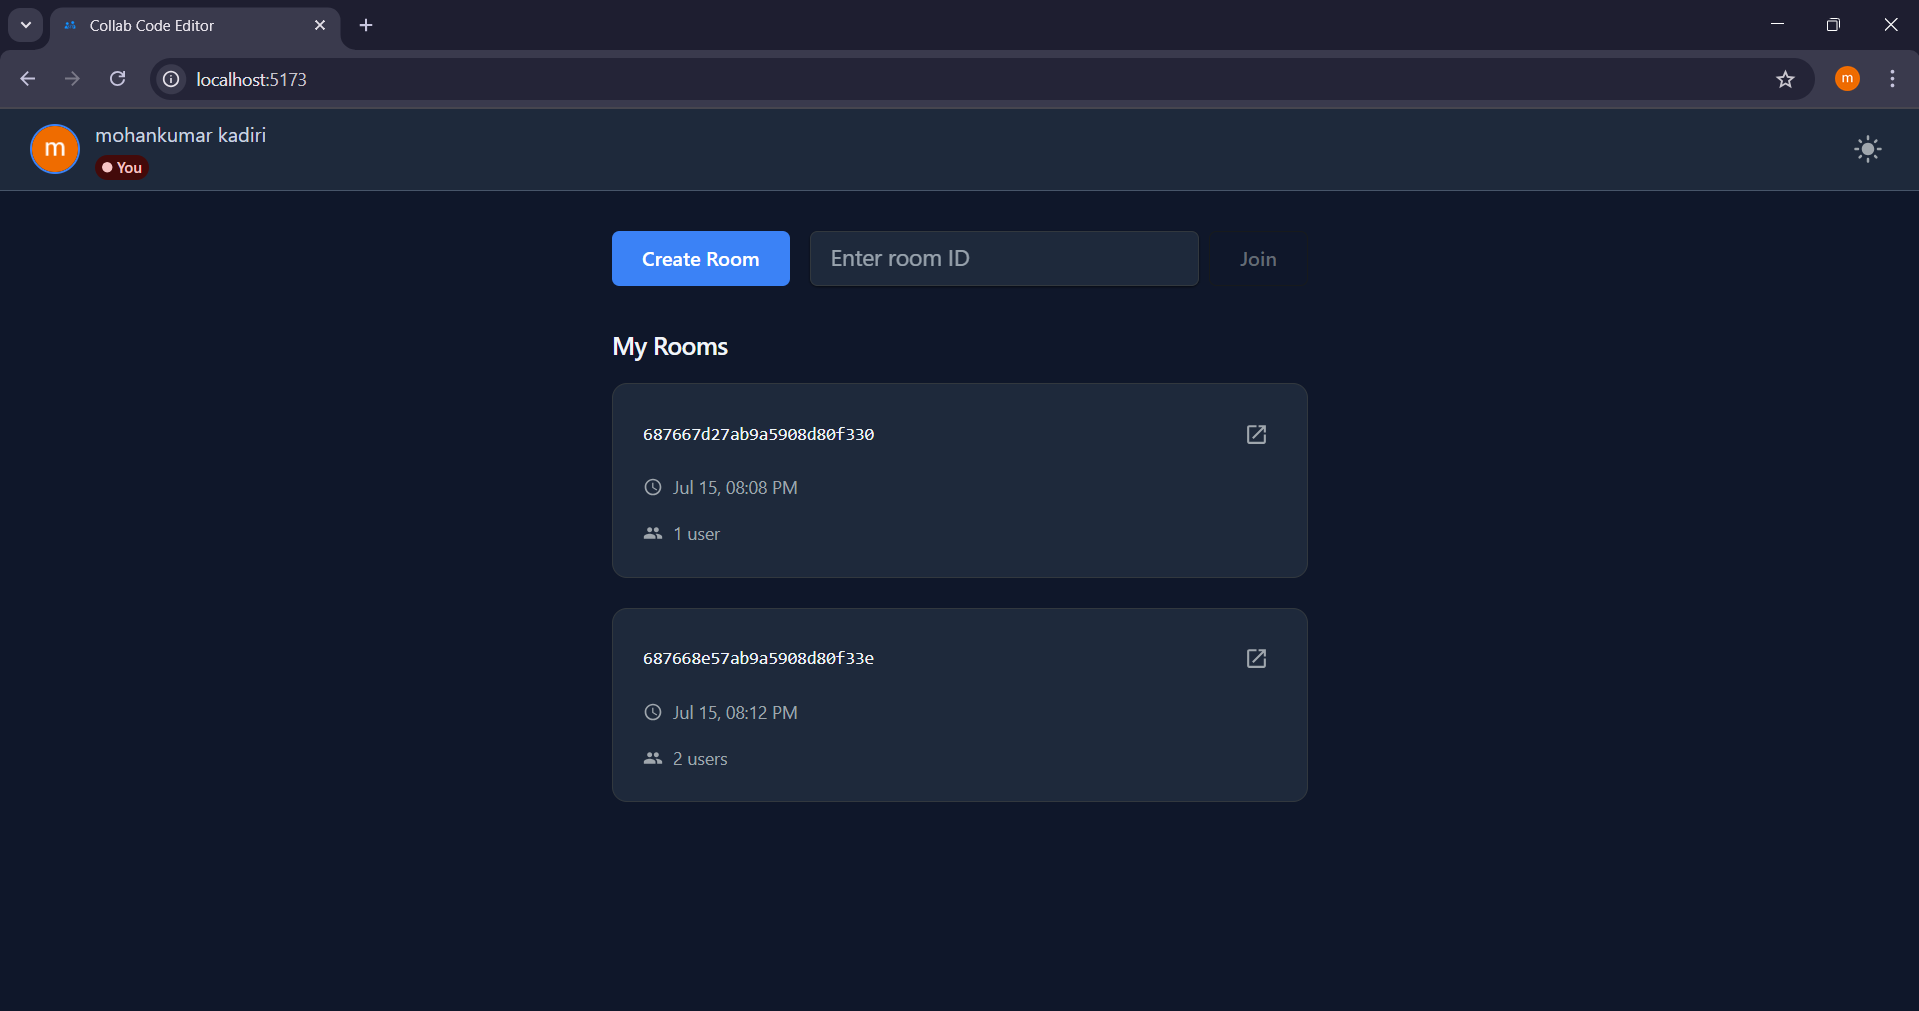 Collab Code Editor
localhost:5173
m
m
mohankumar kadiri
You
Create Room
Enter room ID
Join
My Rooms
687667d27ab9a5908d80f330
Jul 15, 08:08 PM
1 user
687668e57ab9a5908d80f33e
Jul 15, 08:12 PM
2 users